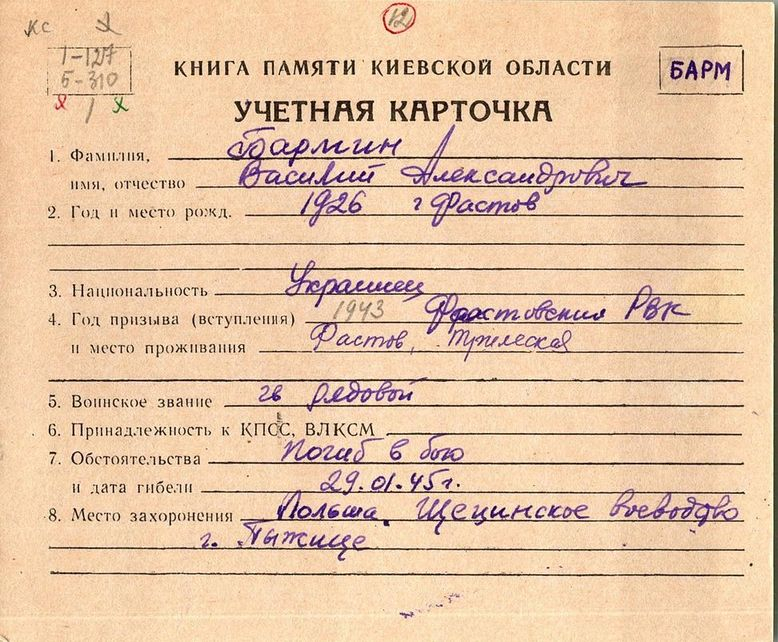 КС
12
1-127
5-310
КНИГА ПАМЯТИ КИЕВСКОЙ ОБЛАСТИ
БАРМ
УЧЕТНАЯ КАРТОЧКА
1. Фамилия, Бармин
имя, отчество Василий Александрович
2. Год и место рожд. 1926 г Фастов
3. Национальность Украинец
4. Год призыва (вступления) 1943 Фастовский РВК
и место проживания Фастов,
5. Воинское звание гв рядовой
6. Принадлежность к КПСС, ВЛКСМ
7. Обстоятельства Погиб в бою
и дата гибели 29.01.45г.
8. Место захоронения Польша, Щецинское воеводство
г. Пыжице